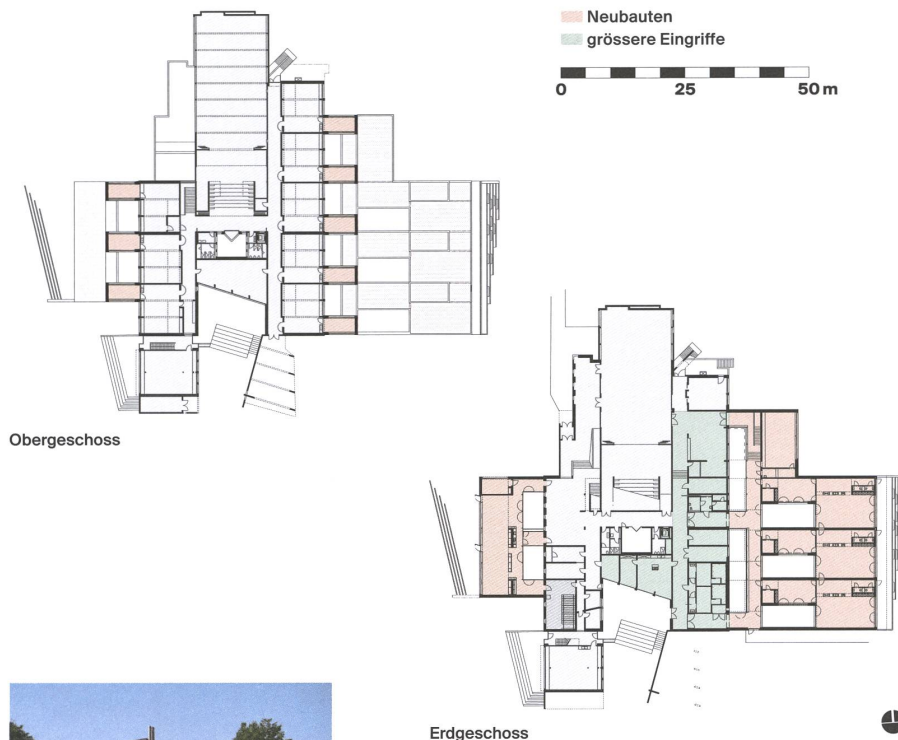 Neubauten
grössere Eingriffe
0 25 50 m
Obergeschoss
Erdgeschoss